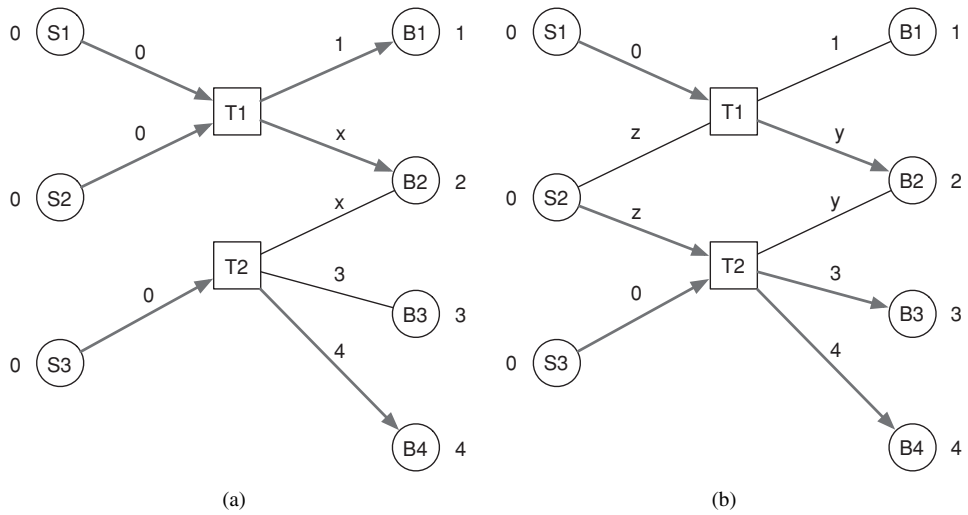 0 S1 0 1 B1 1
T1
0 x
0 S2 B2 2
x
T2 3
0 B3 3
0 S3 4
B4 4
(a)
0 S1 0 1 B1 1
T1
z y
0 S2 B2 2
z y
T2 3
0 B3 3
0 S3 4
B4 4
(b)